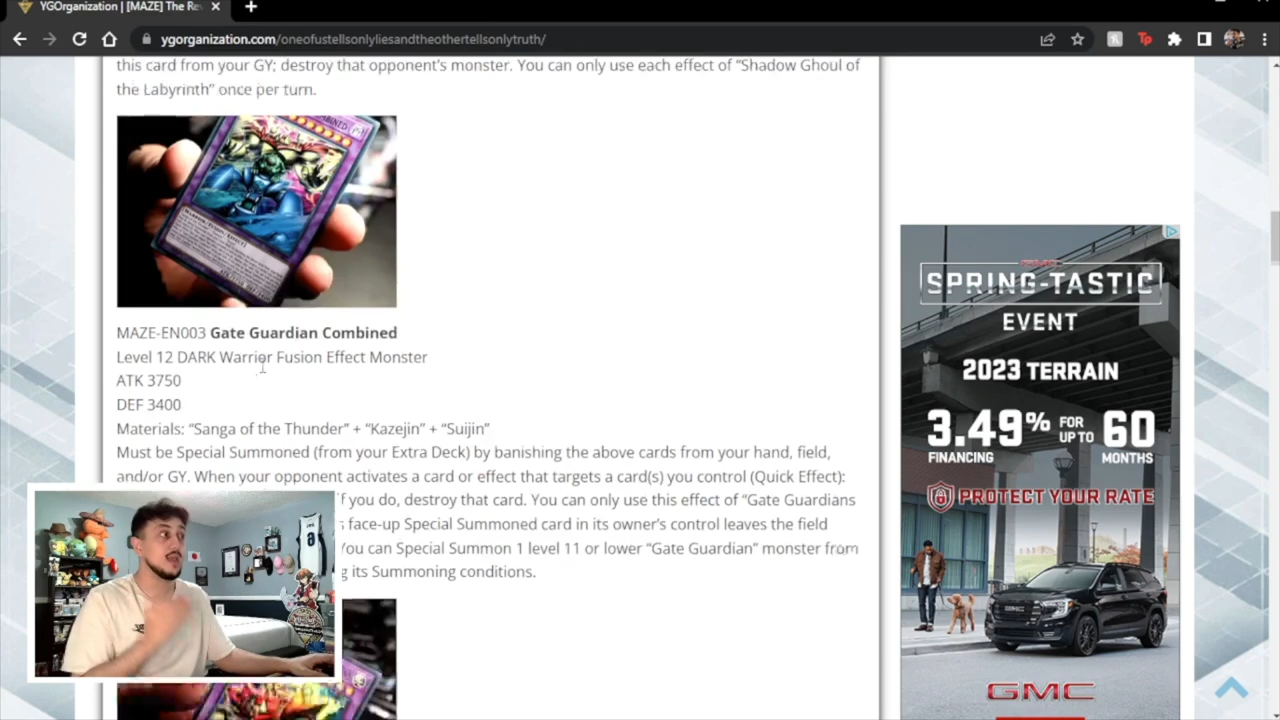 YGOrganization | [MAZE] The Re
ygorganization.com/oneofustellsonlyliesandtheothertellsonlytruth/
this card from your GY; destroy that opponent's monster. You can only use each effect of "Shadow Ghoul of
the Labyrinth" once per turn.
MAZE-EN003 Gate Guardian Combined
Level 12 DARK Warrior Fusion Effect Monster
ATK 3750
DEF 3400
Materials: "Sanga of the Thunder" + "Kazejin" + "Suijin"
Must be Special Summoned (from your Extra Deck) by banishing the above cards from your hand, field,
and/or GY. When your opponent activates a card or effect that targets a card(s) you control (Quick Effect):
if you do, destroy that card. You can only use this effect of "Gate Guardians
face-up Special Summoned card in its owner's control leaves the field
You can Special Summon 1 level 11 or lower "Gate Guardian" monster from
its Summoning conditions.
GMC
SPRING-TASTIC
EVENT
2023 TERRAIN
3.49% FOR UP TO 60
FINANCING MONTHS
PROTECT YOUR RATE
GMC